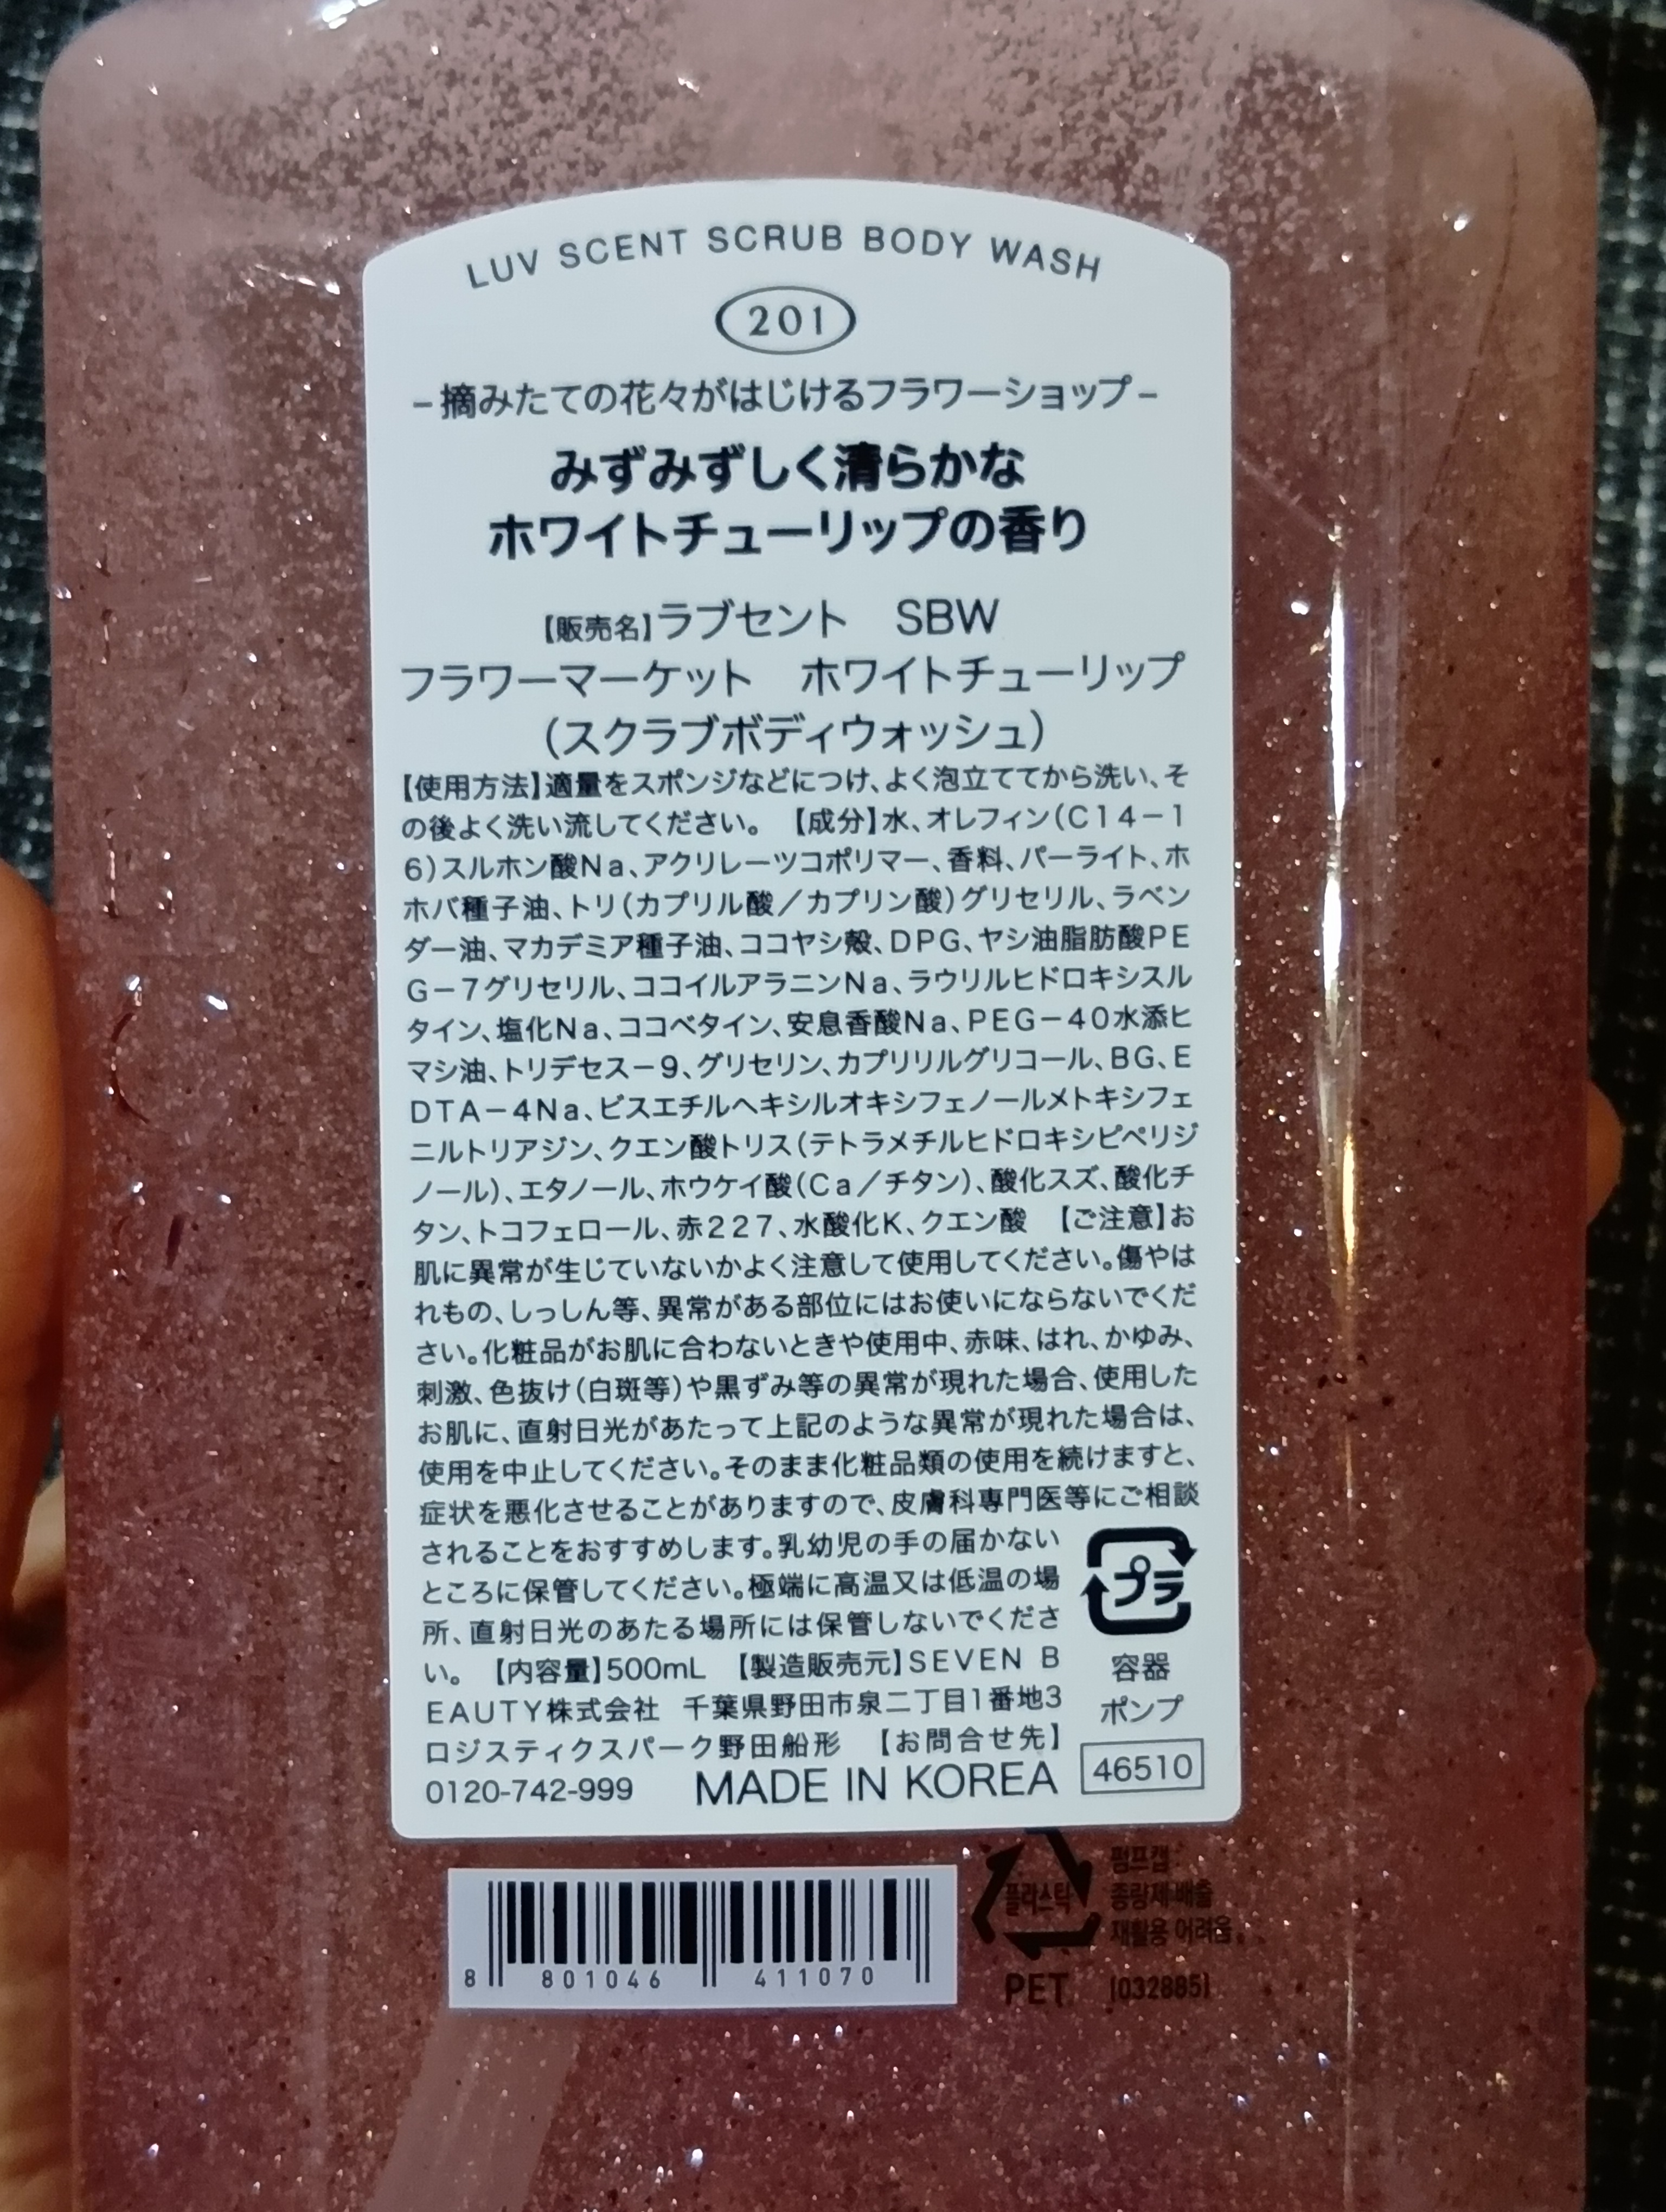 LUV SCENT SCRUB BODY WASH
201
-摘みたての花々がはじけるフラワーショップ-
みずみずしく清らかな
ホワイトチューリップの香り
【販売名】ラブセント　SBW
フラワーマーケット　ホワイトチューリップ
（スクラブボディウォッシュ）
【使用方法】適量をスポンジなどにつけ、よく泡立ててから洗い、そ
の後よく洗い流してください。【成分】水、オレフィン（C14－1
6）スルホン酸Na、アクリレーツコポリマー、香料、パーライト、ホ
ホバ種子油、トリ（カプリル酸／カプリン酸）グリセリル、ラベン
ダー油、マカデミア種子油、ココヤシ殻、DPG、ヤシ油脂肪酸PE
G－7グリセリル、ココイルアラニンNa、ラウリルヒドロキシスル
タイン、塩化Na、ココベタイン、安息香酸Na、PEG－40水添ヒ
マシ油、トリデセス－9、グリセリン、カプリリルグリコール、BG、E
DTA－4Na、ビスエチルヘキシルオキシフェノールメトキシフェ
ニルトリアジン、クエン酸トリス（テトラメチルヒドロキシピペリジ
ノール）、エタノール、ホウケイ酸（Ca／チタン）、酸化スズ、酸化チ
タン、トコフェロール、赤227、水酸化K、クエン酸　【ご注意】お
肌に異常が生じていないかよく注意して使用してください。傷やは
れもの、しっしん等、異常がある部位にはお使いにならないでくだ
さい。化粧品がお肌に合わないときや使用中、赤味、はれ、かゆみ、
刺激、色抜け（白斑等）や黒ずみ等の異常が現れた場合、使用した
お肌に、直射日光があたって上記のような異常が現れた場合は、
使用を中止してください。そのまま化粧品類の使用を続けますと、
症状を悪化させることがありますので、皮膚科専門医等にご相談
されることをおすすめします。乳幼児の手の届かない
ところに保管してください。極端に高温又は低温の場
所、直射日光のあたる場所には保管しないでくださ
い。【内容量】500mL　【製造販売元】SEVEN B
EAUTY株式会社　千葉県野田市泉二丁目1番地3
ロジスティクスパーク野田船形　【お問合せ先】
0120-742-999　MADE IN KOREA
プラ
容器
ポンプ
46510
8 801046 411070
플라스틱
PET
펌프캡:
종량제 배출
재활용 어려움
[032885]